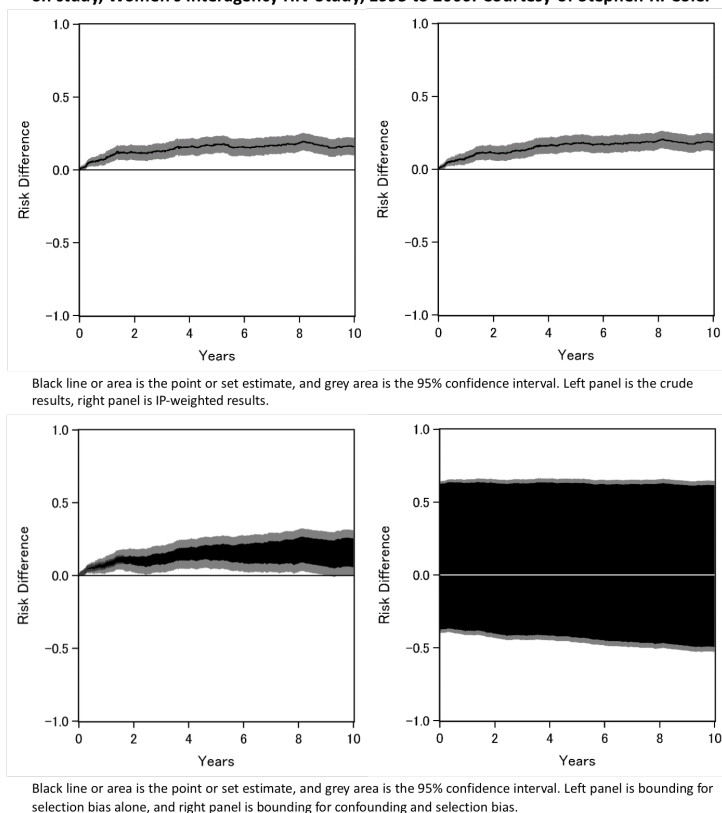 on study, Women's Interagency HIV Study, to Courtesy of Stephen Cole.
1.0 1.0
0.5 0.5
0.0 0.0
−0.5 −0.5
−1.0 −1.0
Risk Difference Risk Difference
0 2 4 6 8 10 0 2 4 6 8 10
Years Years
Black line or area is the point or set estimate, and grey area is the 95% confidence interval. Left panel is the crude
results, right panel is IP-weighted results.
1.0 1.0
0.5 0.5
0.0 0.0
−0.5 −0.5
−1.0 −1.0
Risk Difference Risk Difference
0 2 4 6 8 10 0 2 4 6 8 10
Years Years
Black line or area is the point or set estimate, and grey area is the 95% confidence interval. Left panel is bounding for
selection bias alone, and right panel is bounding for confounding and selection bias.